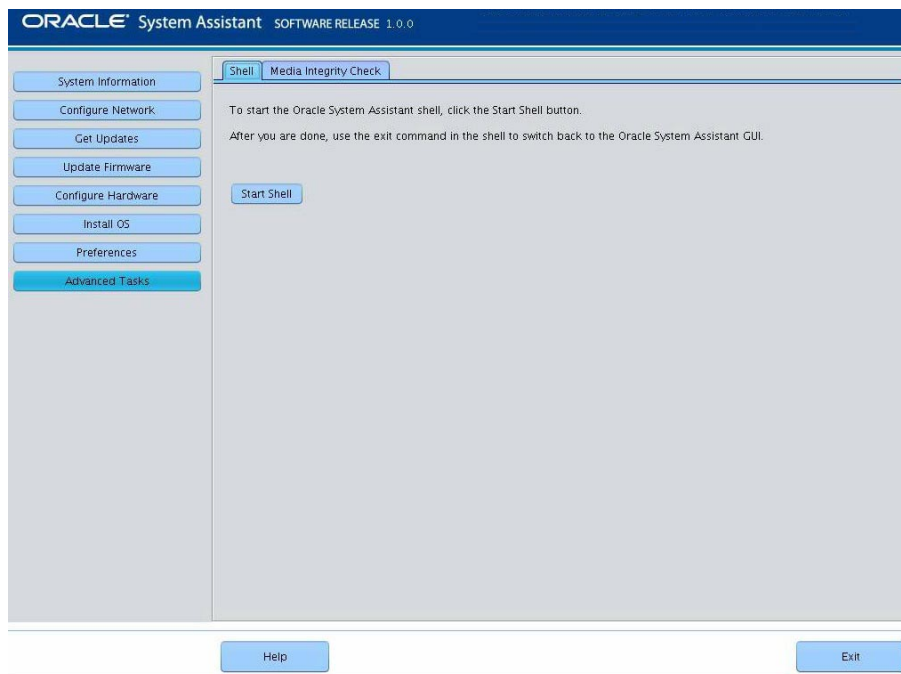 ORACLE System Assistant SOFTWARE RELEASE 1.0.0
System Information
Configure Network
Get Updates
Update Firmware
Configure Hardware
Install OS
Preferences
Advanced Tasks
Shell Media Integrity Check
To start the Oracle System Assistant shell, click the Start Shell button.
After you are done, use the exit command in the shell to switch back to the Oracle System Assistant GUI.
Start Shell
Help
Exit